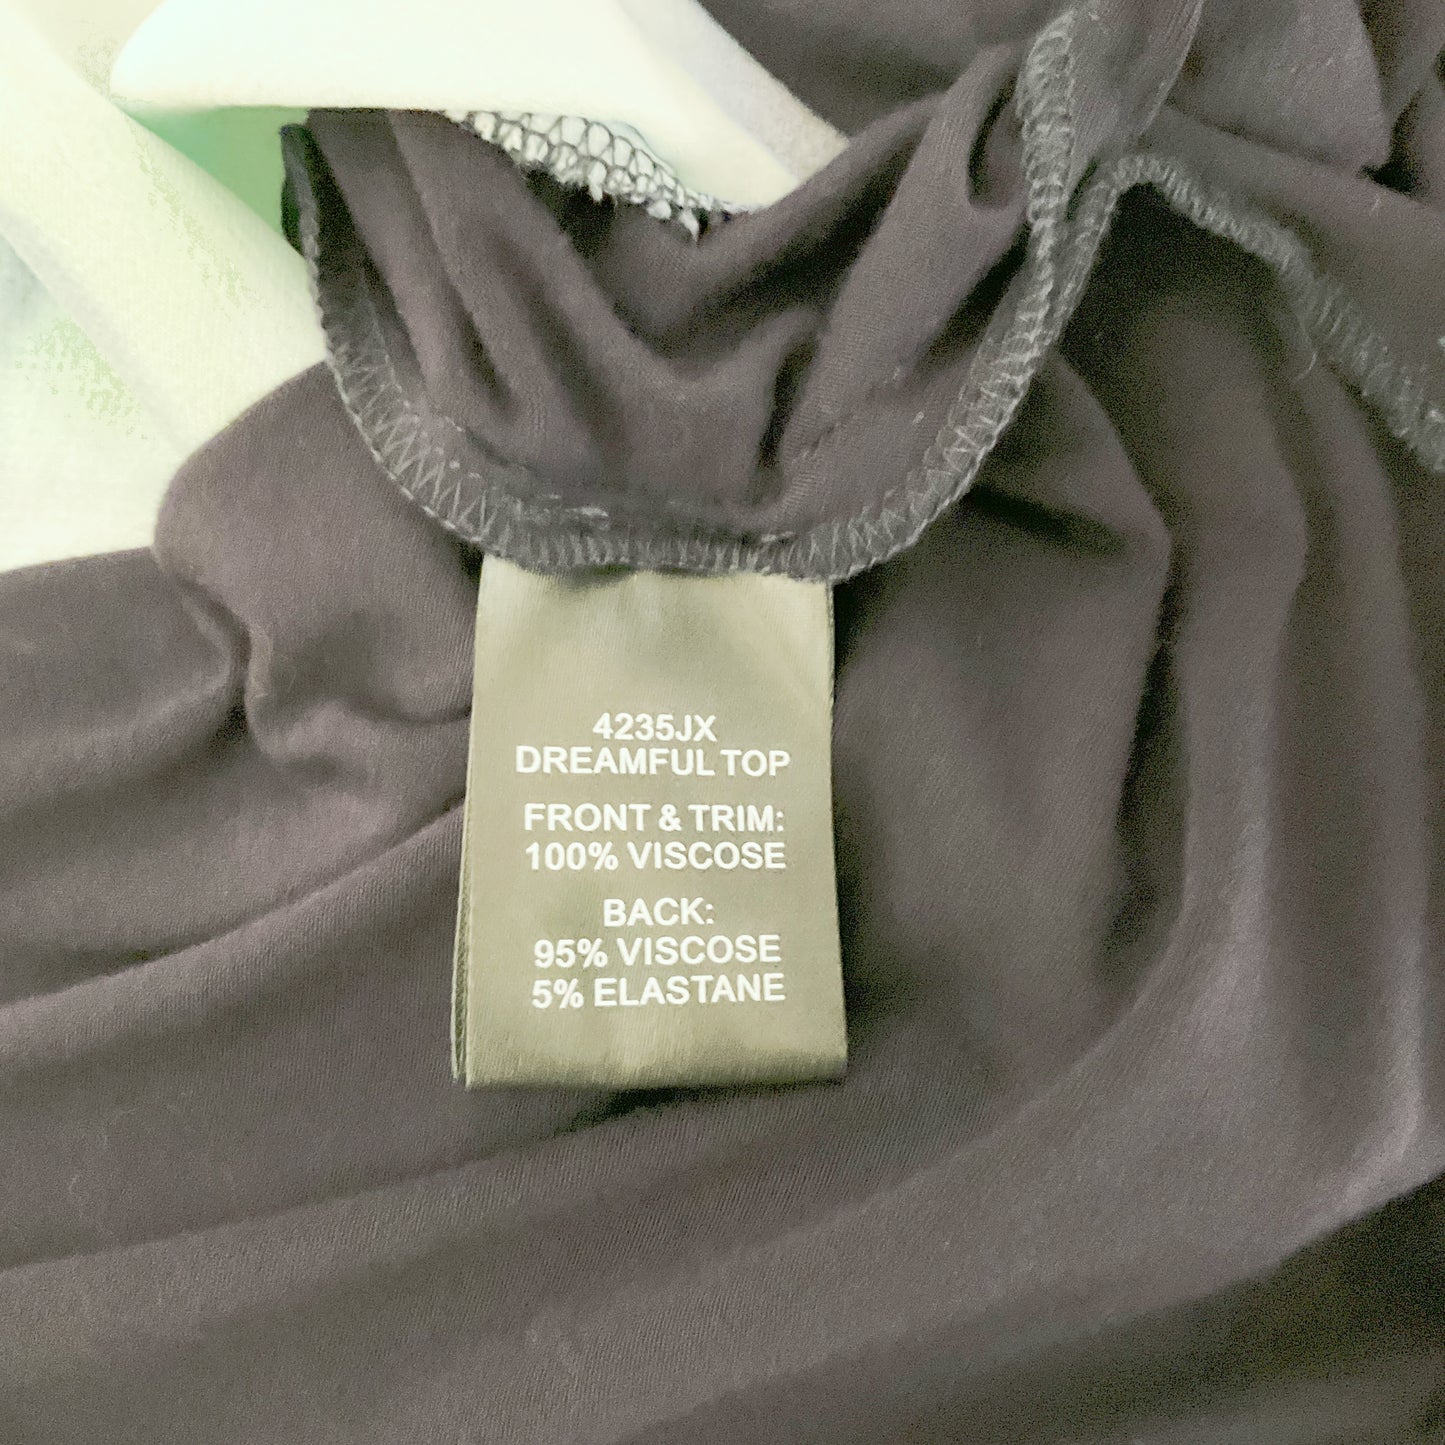 4235JX
DREAMFUL TOP
FRONT & TRIM:
100% VISCOSE
BACK:
95% VISCOSE
5% ELASTANE